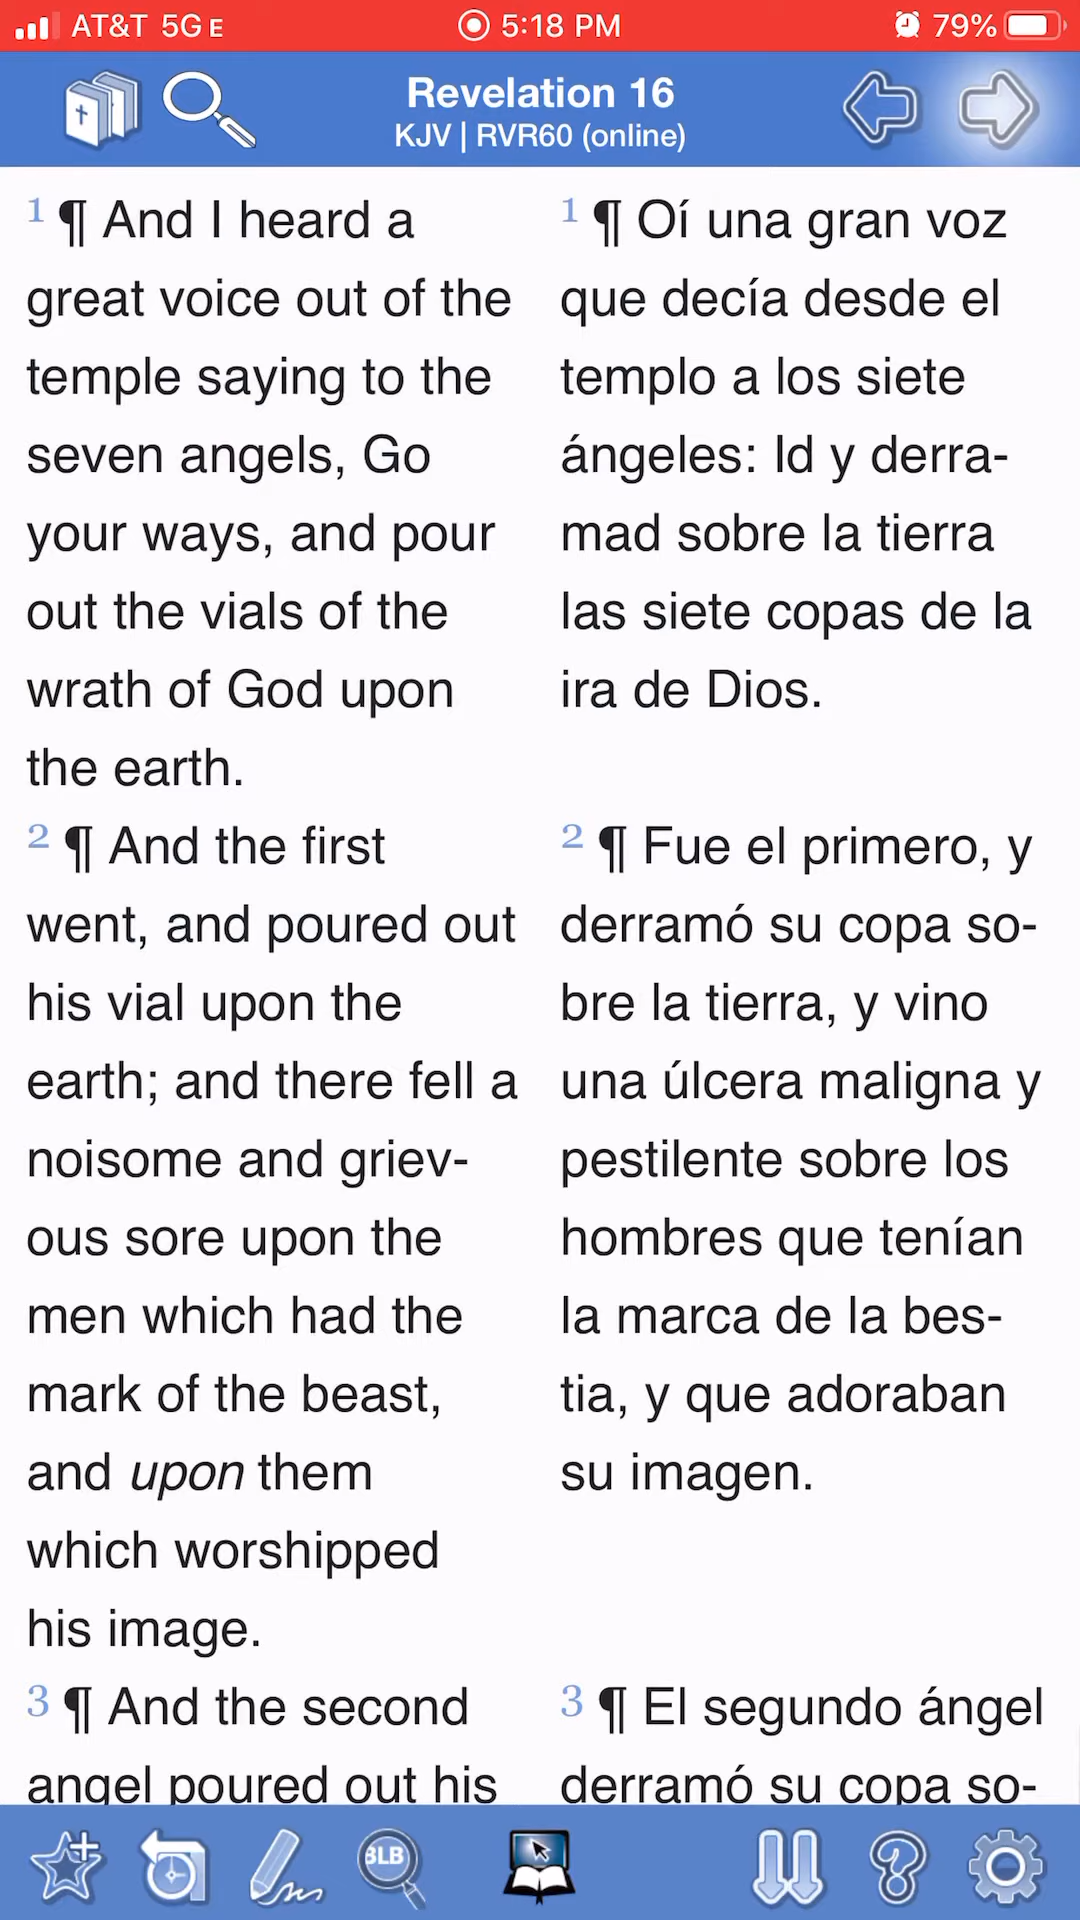 AT&T 5GE 5:18 PM 79%
Revelation 16
KJV | RVR60 (online)
1 ¶ And I heard a
great voice out of the
temple saying to the
seven angels, Go
your ways, and pour
out the vials of the
wrath of God upon
the earth.
1 ¶ Oí una gran voz
que decía desde el
templo a los siete
ángeles: Id y derra-
mad sobre la tierra
las siete copas de la
ira de Dios.
2 ¶ And the first
went, and poured out
his vial upon the
earth; and there fell a
noisome and griev-
ous sore upon the
men which had the
mark of the beast,
and upon them
which worshipped
his image.
2 ¶ Fue el primero, y
derramó su copa so-
bre la tierra, y vino
una úlcera maligna y
pestilente sobre los
hombres que tenían
la marca de la bes-
tia, y que adoraban
su imagen.
3 ¶ And the second
angel poured out his
3 ¶ El segundo ángel
derramó su copa so-
BLB